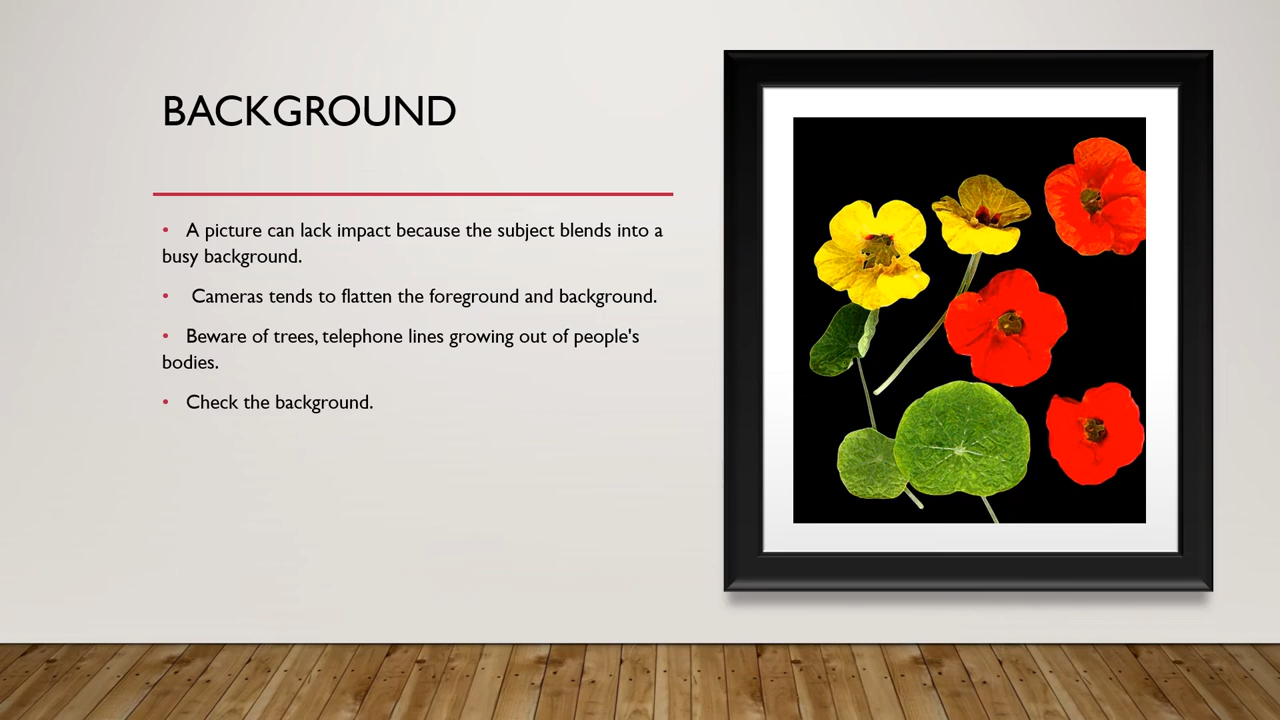 BACKGROUND
• A picture can lack impact because the subject blends into a
busy background.
• Cameras tends to flatten the foreground and background.
• Beware of trees, telephone lines growing out of people's
bodies.
• Check the background.